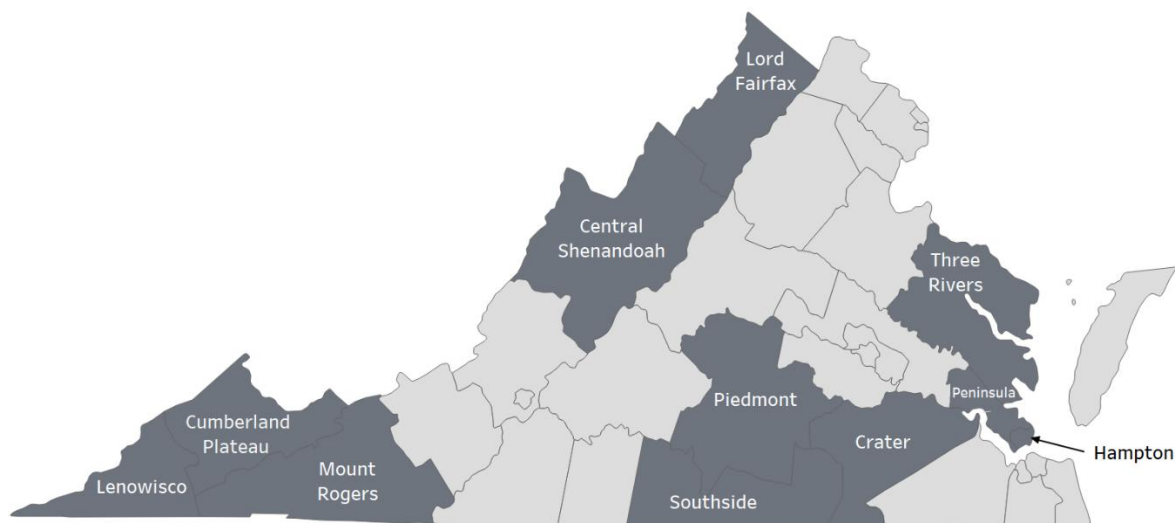 Lord
Fairfax
Central
Shenandoah
Three
Rivers
Peninsula
Piedmont
Cumberland
Plateau
Crater
Hampton
Mount
Rogers
Lenowisco
Southside